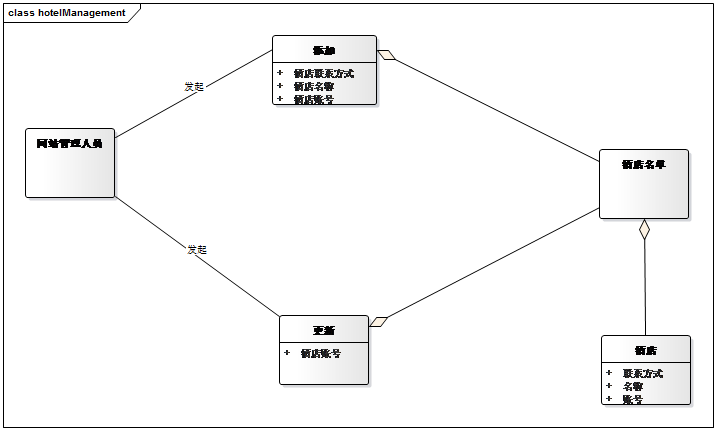 class hotelManagement
添加
+ 酒店联系方式
+ 酒店名称
+ 酒店账号
发起
网站管理人员
酒店名单
发起
更新
+ 酒店账号
酒店
+ 联系方式
+ 名称
+ 账号